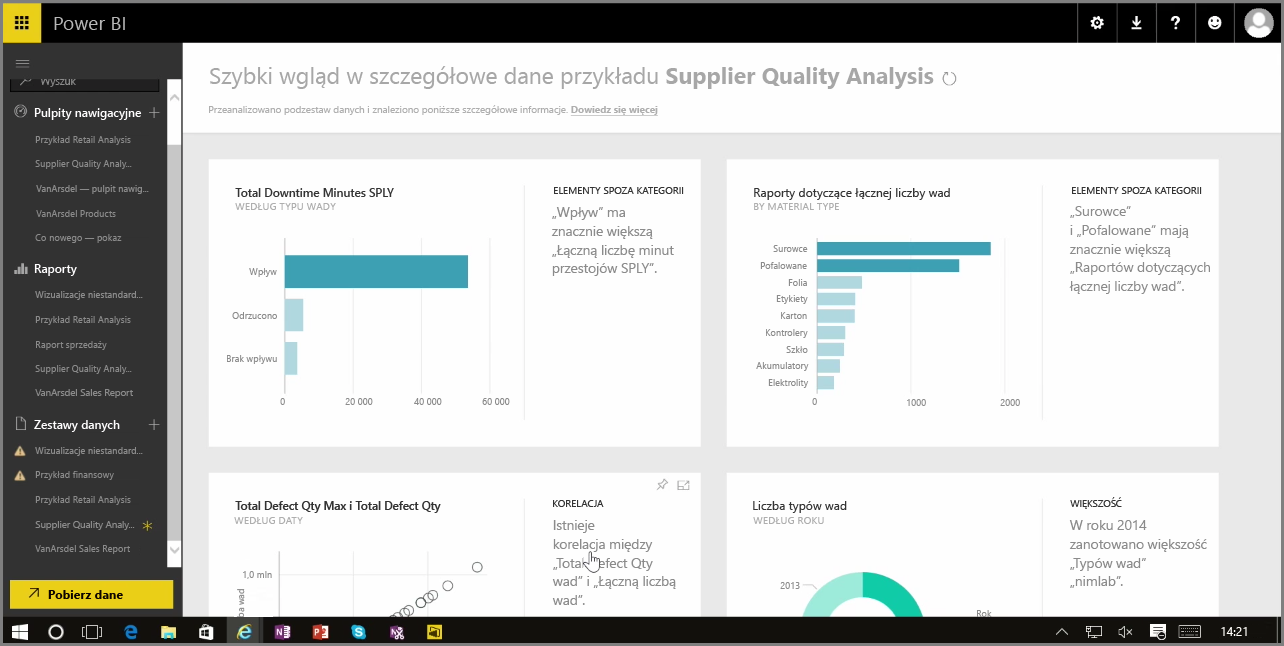 Power BI
Wyszuk
Pulpity nawigacyjne
Przykład Retail Analysis
Supplier Quality Analy...
VanArsdel — pulpit nawig...
VanArsdel Products
Co nowego — pokaz
Raporty
Wizualizacje niestandard...
Przykład Retail Analysis
Raport sprzedaży
Supplier Quality Analy...
VanArsdel Sales Report
Zestawy danych
Wizualizacje niestandard...
Przykład finansowy
Przykład Retail Analysis
Supplier Quality Analy...
VanArsdel Sales Report
Pobierz dane
Szybki wgląd w szczegółowe dane przykładu Supplier Quality Analysis
Przeanalizowano podzestaw danych i znaleziono poniższe szczegółowe informacje. Dowiedz się więcej
Total Downtime Minutes SPLY
WEDŁUG TYPU WADY
Wpływ
Odrzucono
Brak wpływu
0 20 000 40 000 60 000
ELEMENTY SPOZA KATEGORII
„Wpływ” ma
znacznie większą
„Łączną liczbę minut
przestojów SPLY”.
Raporty dotyczące łącznej liczby wad
BY MATERIAL TYPE
Surowce
Pofalowane
Folia
Etykiety
Karton
Kontrolery
Szkło
Akumulatory
Elektrolity
0 1000 2000
ELEMENTY SPOZA KATEGORII
„Surowce”
i „Pofalowane” mają
znacznie większą
„Raportów dotyczących
łącznej liczby wad”.
Total Defect Qty Max i Total Defect Qty
WEDŁUG DATY
1,0 mln
ba wad
KORELACJA
Istnieje
korelacja między
„Total Defect Qty
wad” i „Łączną liczbą
wad”.
Liczba typów wad
WEDŁUG ROKU
2013
Rok
WIĘKSZOŚĆ
W roku 2014
zanotowano większość
„Typów wad”
„nimlab”.
14:21